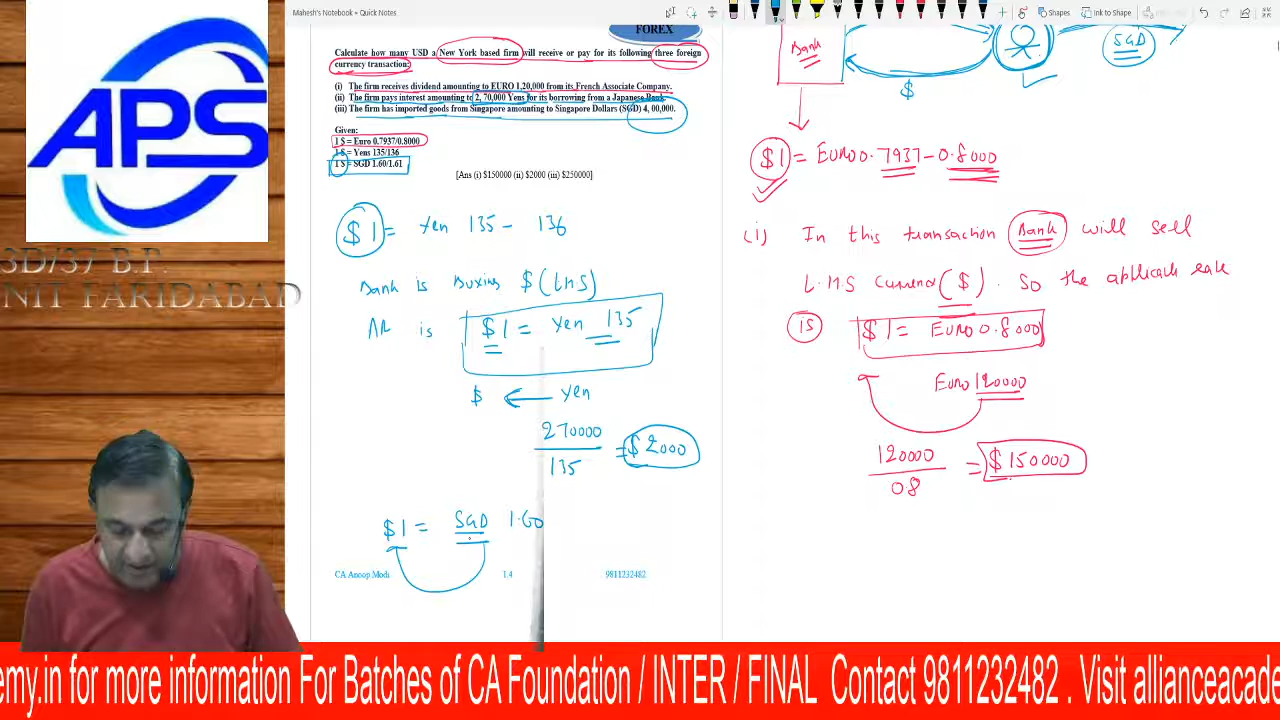 Mahesh's Notebook • Quick Notes
Shapes
Ink to Shape
APS
3D/37 B.P.
NIT FARIDABAD
FOREX
Calculate how many USD a New York based firm will receive or pay for its following three foreign
currency transaction:
(i) The firm receives dividend amounting to EURO 1,20,000 from its French Associate Company.
(ii) The firm pays interest amounting to 2, 70,000 Yens for its borrowing from a Japanese Bank.
(iii) The firm has imported goods from Singapore amounting to Singapore Dollars (SGD) 4, 00,000.
Given:
1 $ = Euro 0.7937/0.8000
1 $ = Yens 135/136
1 $ = SGD 1.60/1.61
[Ans (i) $150000 (ii) $2000 (iii) $250000]
$1 = Yen 135 - 136
Bank is Buxing $ (LHS)
AR is $1 = Yen 135
$ ← Yen
270000
135
= $2000
$1 = SGD 1.60
CA Anoop Modi
1.4
9811232482
Bank
SGD
$
$1 = EURO 0.7937 - 0.8000
(i) In this transaction Bank will sell
L.H.S currency ($). So the applicable rate
is $1 = EURO 0.8000
Euro 120000
120000
08
= $150000
emy.in for more information For Batches of CA Foundation / INTER / FINAL Contact 9811232482 . Visit allianceacade